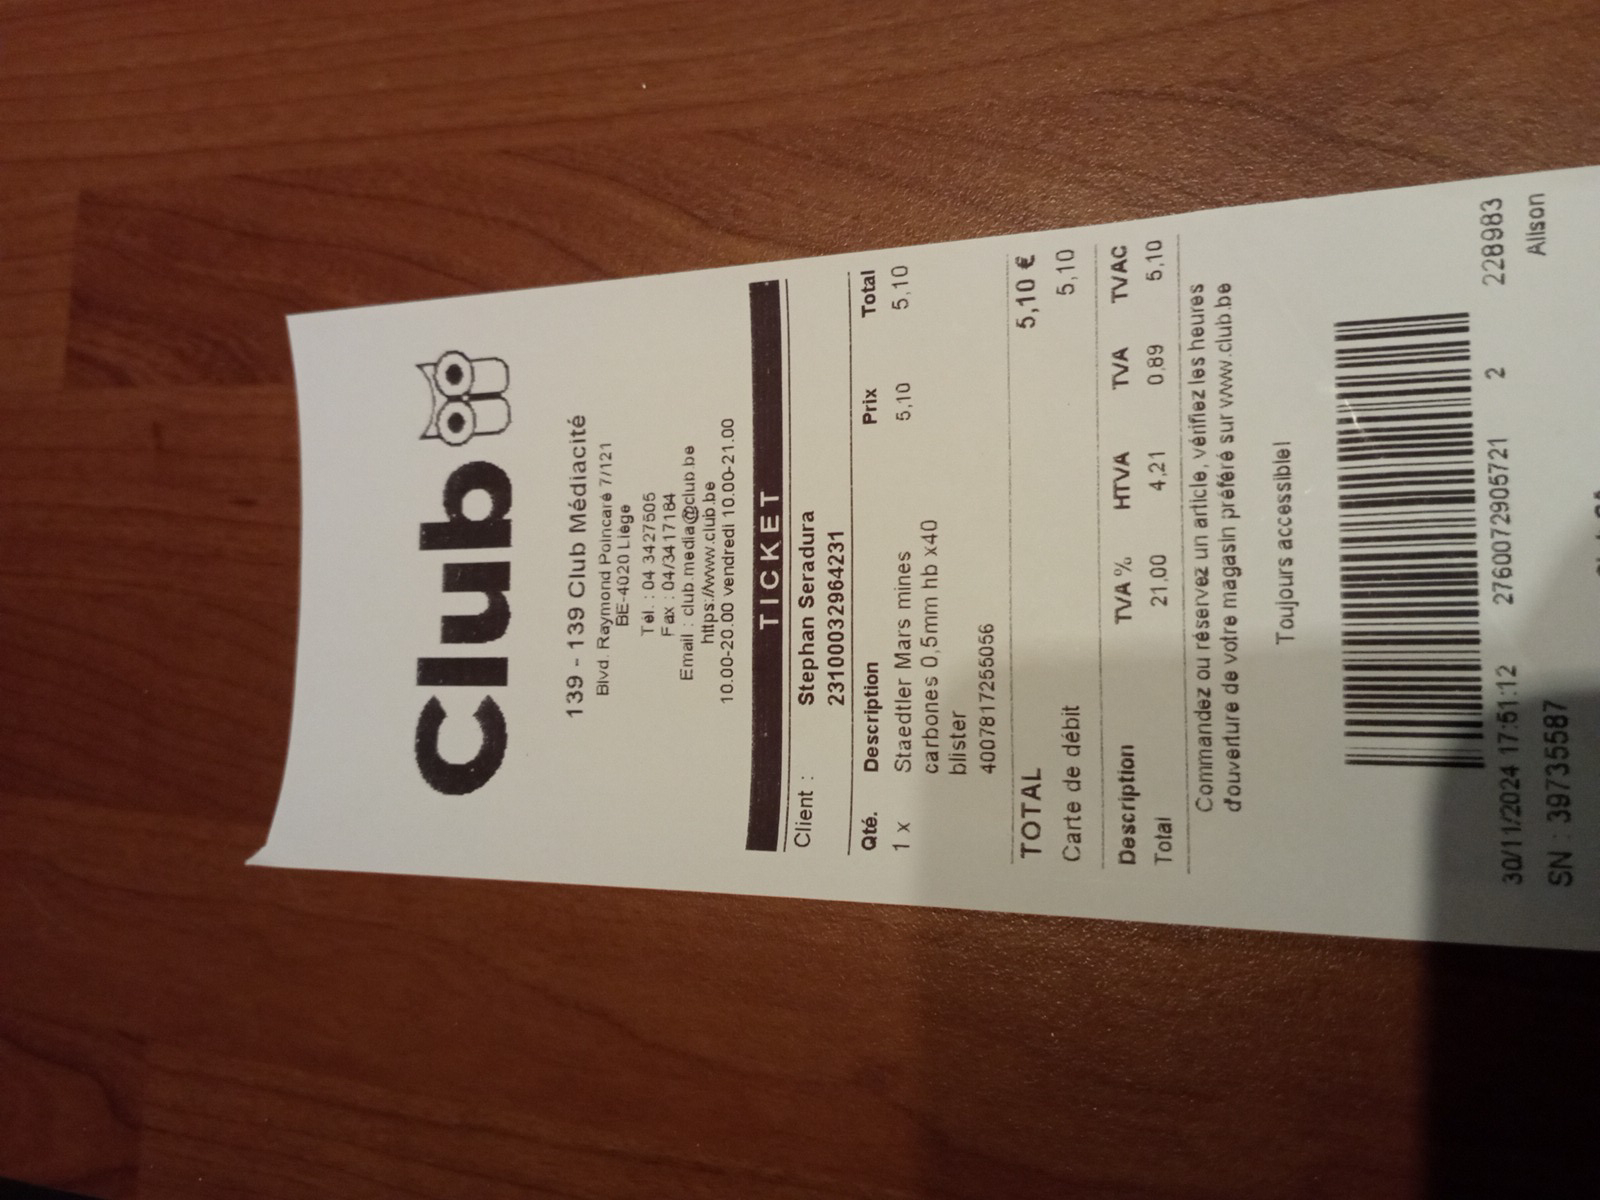 Club
139 - 139 Club Médiacité
Blvd. Raymond Poincaré 7/121
BE-4020 Liège
Tél. : 04 3427505
Fax : 04/3417184
Email : club.media@club.be
https://www.club.be
10.00-20.00 vendredi 10.00-21.00
TICKET
Client : Stephan Seradura
23100032964231
Qté. Description Prix Total
1 x Staedtler Mars mines 5,10 5,10
carbones 0,5mm hb x40
blister
4007817255056
TOTAL 5,10 €
Carte de débit 5,10
Description TVA % HTVA TVA TVAC
Total 21,00 4,21 0,89 5,10
Commandez ou réservez un article, vérifiez les heures
d'ouverture de votre magasin préféré sur www.club.be
Toujours accessible!
30/11/2024 17:51:12 2760072905721 2 228983
SN : 39735587 Alison